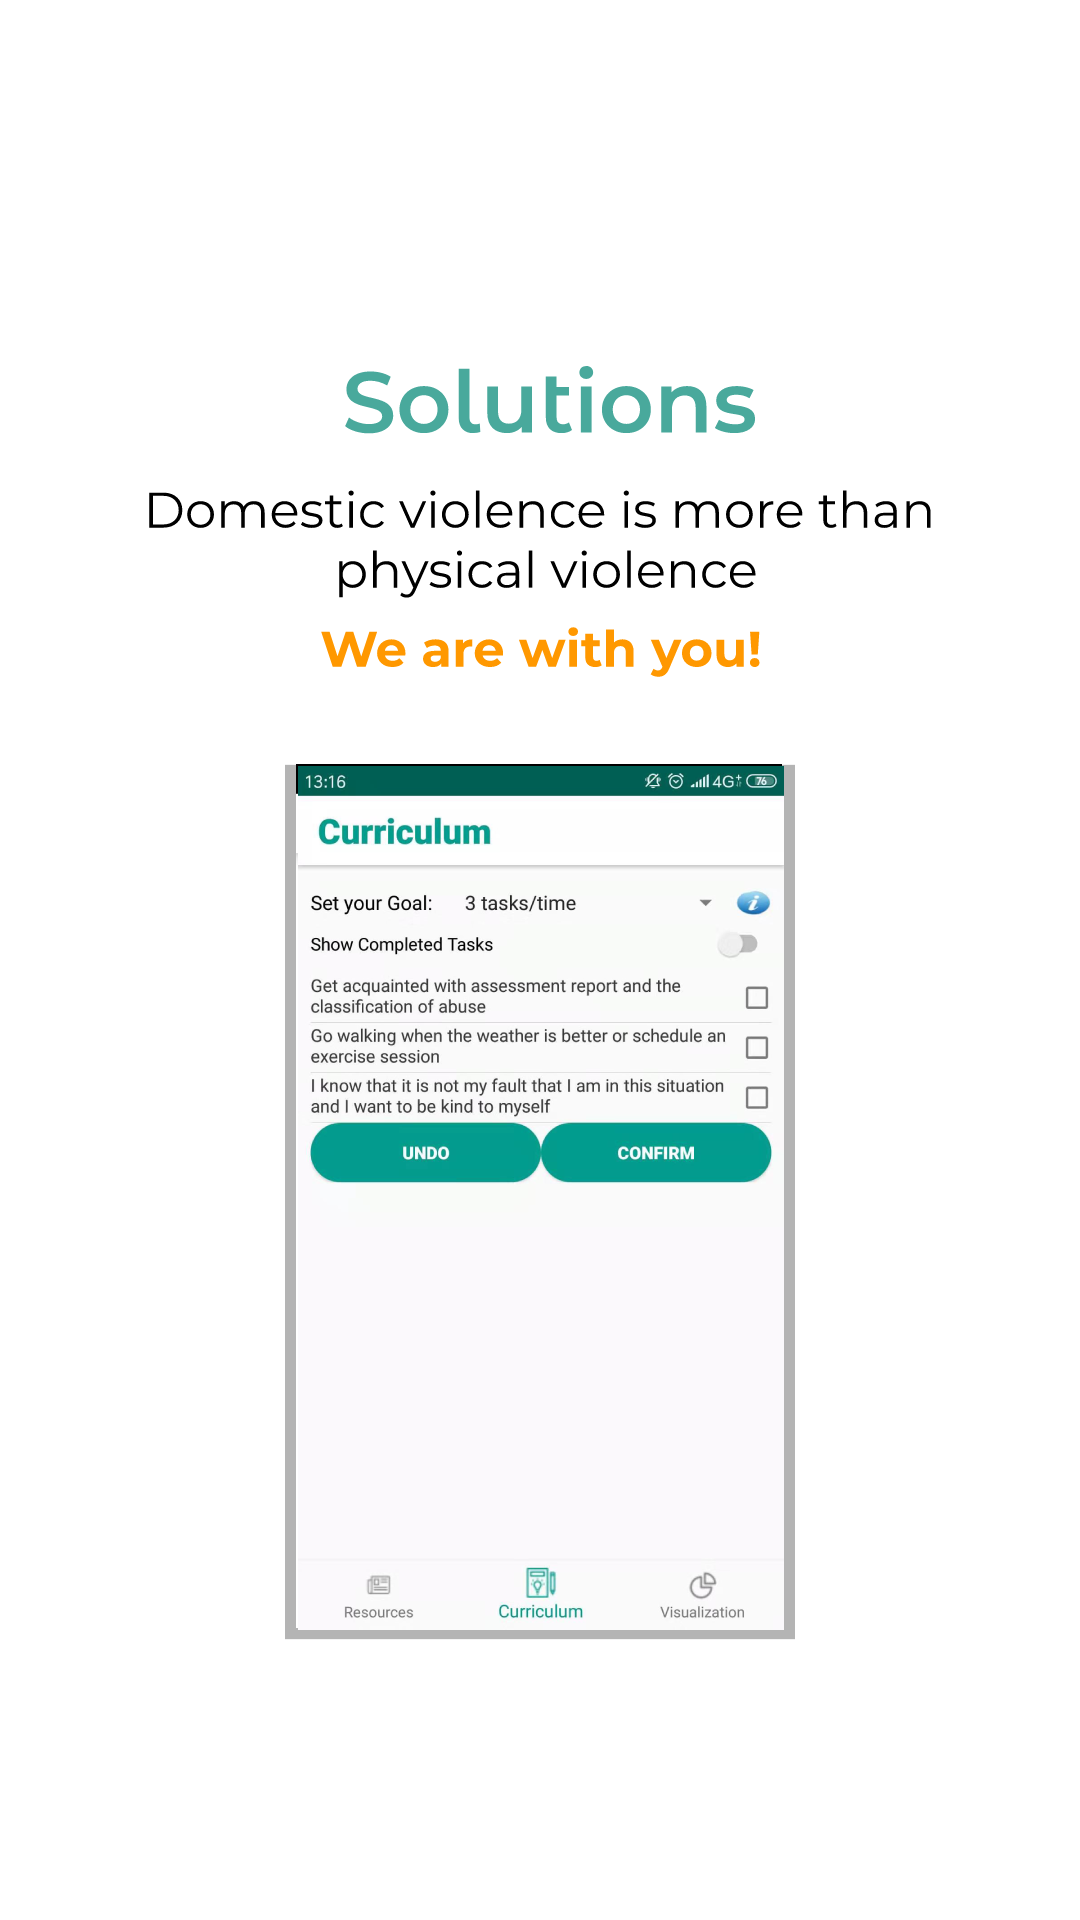 Solutions
Domestic violence is more than
physical violence
We are with you!
13:16
4G+ 76
Curriculum
Set your Goal: 3 tasks/time
Show Completed Tasks
Get acquainted with assessment report and the
classification of abuse
Go walking when the weather is better or schedule an
exercise session
I know that it is not my fault that I am in this situation
and I want to be kind to myself
UNDO CONFIRM
Resources Curriculum Visualization